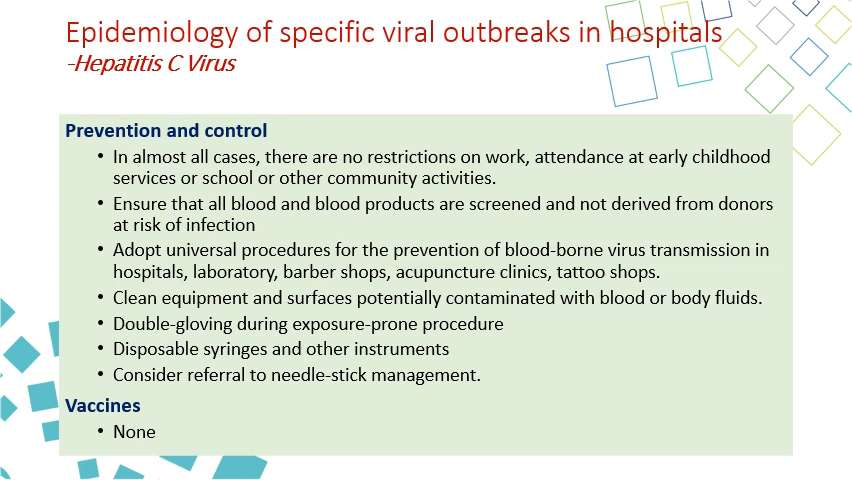 Epidemiology of specific viral outbreaks in hospitals
-Hepatitis C Virus
Prevention and control
• In almost all cases, there are no restrictions on work, attendance at early childhood
services or school or other community activities.
• Ensure that all blood and blood products are screened and not derived from donors
at risk of infection
• Adopt universal procedures for the prevention of blood-borne virus transmission in
hospitals, laboratory, barber shops, acupuncture clinics, tattoo shops.
• Clean equipment and surfaces potentially contaminated with blood or body fluids.
• Double-gloving during exposure-prone procedure
• Disposable syringes and other instruments
• Consider referral to needle-stick management.
Vaccines
• None